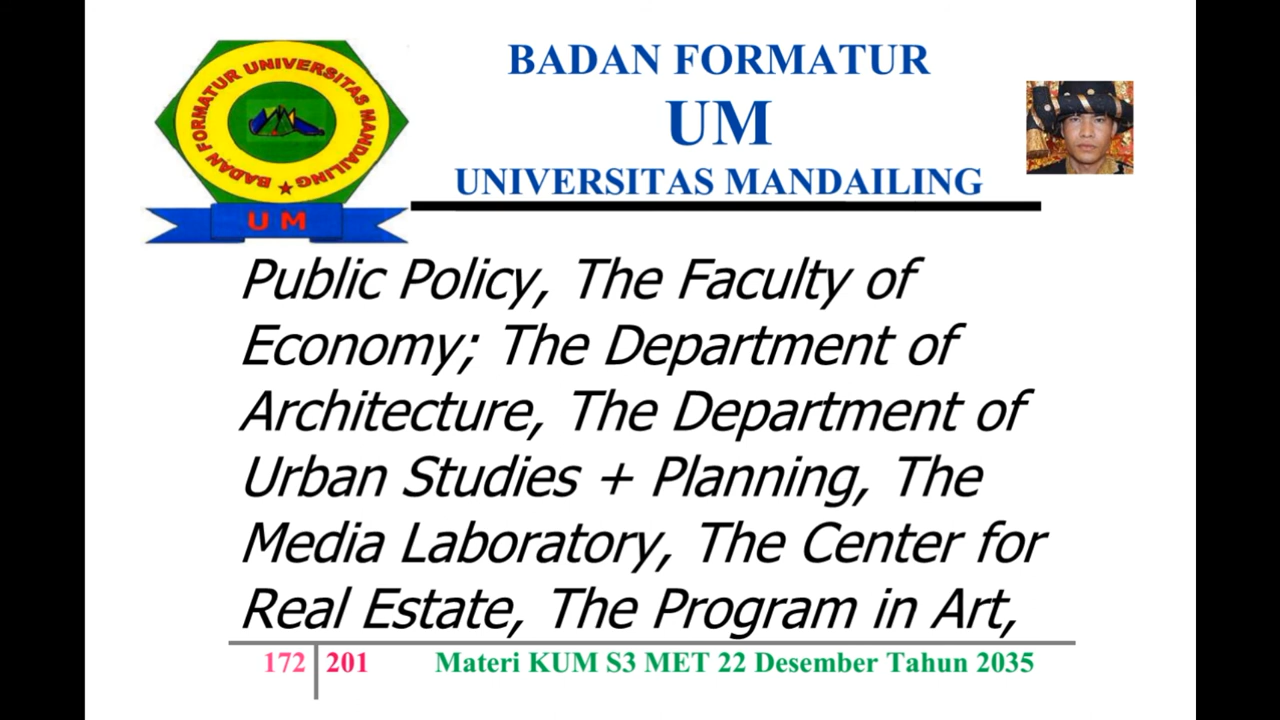 BADAN FORMATUR UNIVERSITAS MANDAILING
U M
BADAN FORMATUR
UM
UNIVERSITAS MANDAILING
Public Policy, The Faculty of
Economy; The Department of
Architecture, The Department of
Urban Studies + Planning, The
Media Laboratory, The Center for
Real Estate, The Program in Art,
172 201 Materi KUM S3 MET 22 Desember Tahun 2035